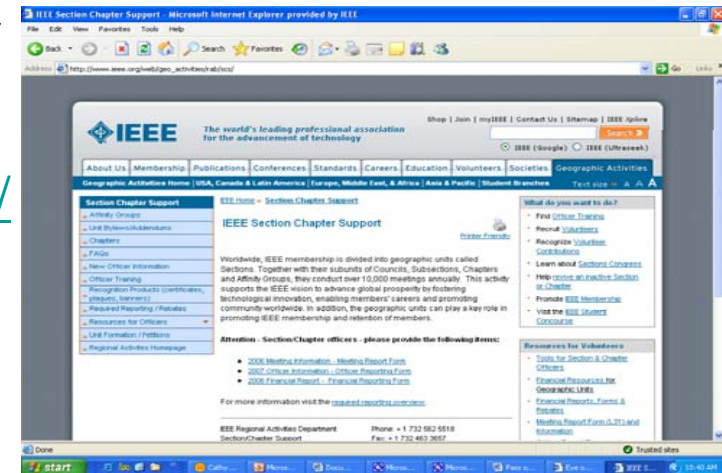 IEEE Section Chapter Support - Microsoft Internet Explorer provided by IEEE
File Edit View Favorites Tools Help
Back Search Favorites
Address http://www.ieee.org/web/geo_activities/rab/scs/ Go Links
Shop | Join | myIEEE | Contact Us | Sitemap | IEEE Xplore
IEEE
The world's leading professional association
for the advancement of technology
Search
IEEE (Google) IEEE (Ultraseek)
About Us Membership Publications Conferences Standards Careers Education Volunteers Societies Geographic Activities
Geographic Activities Home | USA, Canada & Latin America | Europe, Middle East, & Africa | Asia & Pacific | Student Branches Text size A A A
Section Chapter Support
Affinity Groups
Unit Bylaws/Addendums
Chapters
FAQs
New Officer Information
Officer Training
Recognition Products (certificates,
plaques, banners)
Required Reporting / Rebates
Resources for Officers
Unit Formation / Petitions
Regional Activities Homepage
IEEE Home » Section Chapter Support
IEEE Section Chapter Support
Printer Friendly
Worldwide, IEEE membership is divided into geographic units called
Sections. Together with their subunits of Councils, Subsections, Chapters
and Affinity Groups, they conduct over 10,000 meetings annually. This activity
supports the IEEE vision to advance global prosperity by fostering
technological innovation, enabling members' careers and promoting
community worldwide. In addition, the geographic units can play a key role in
promoting IEEE membership and retention of members.
Attention - Section/Chapter officers - please provide the following items:
2006 Meeting Information - Meeting Report Form
2007 Officer Information - Officer Reporting Form
2006 Financial Report - Financial Reporting Form
For more information visit the required reporting overview.
IEEE Regional Activities Department Phone: + 1 732 562 5518
Section/Chapter Support Fax: + 1 732 463 3657
What do you want to do?
Find Officer Training
Recruit Volunteers
Recognize Volunteer
Contributions
Learn about Sections Congress
Help revive an inactive Section
or Chapter
Promote IEEE Membership
Visit the IEEE Student
Concourse
Resources for Volunteers
Tools for Section & Chapter
Officers
Financial Resources for
Geographic Units
Financial Reports, Forms &
Rebates
Meeting Report Form (L31) and
Information
Done Trusted sites
start 10:40 AM